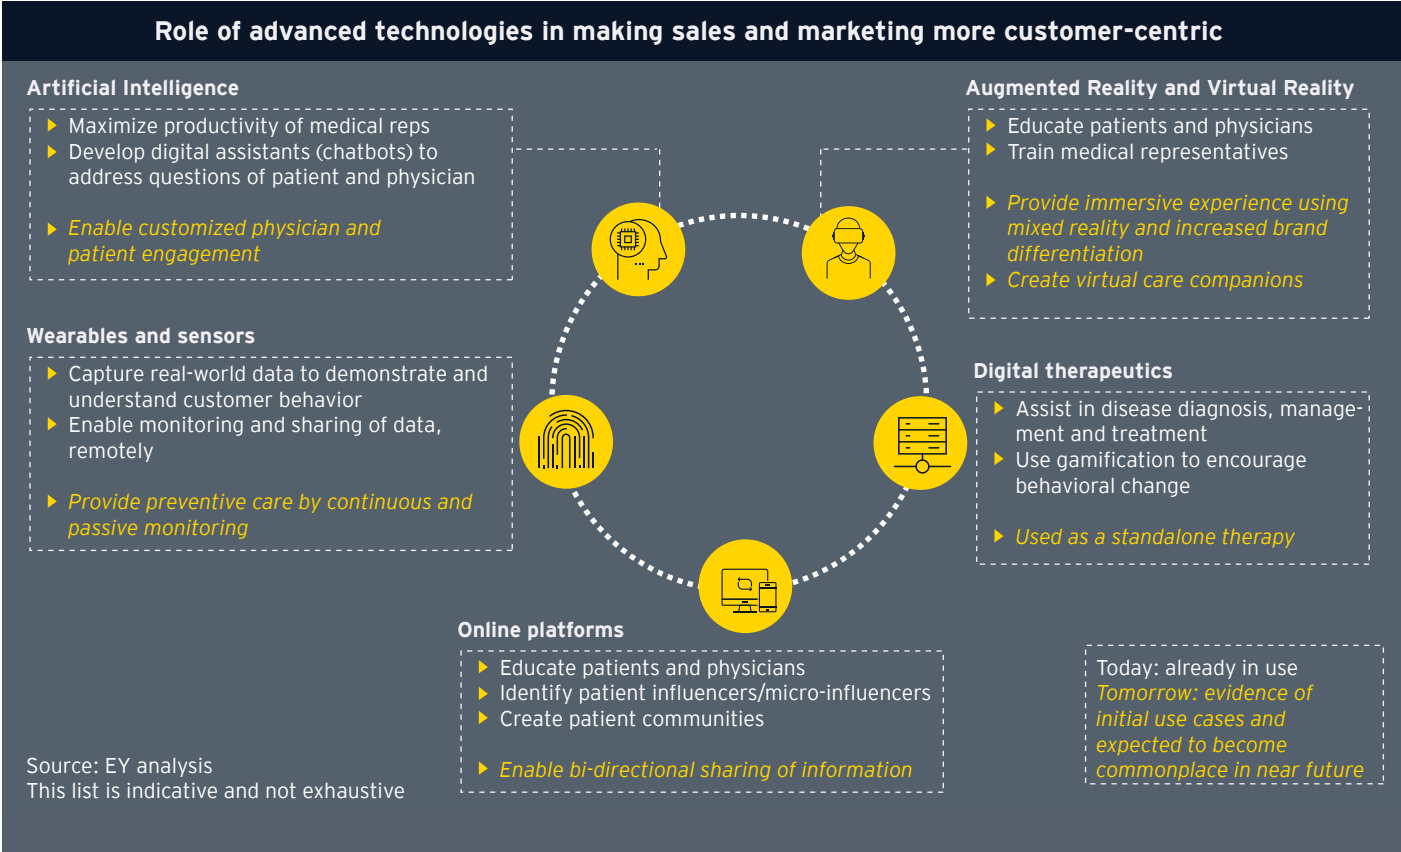 Role of advanced technologies in making sales and marketing more customer-centric
Artificial Intelligence
Maximize productivity of medical reps
Develop digital assistants (chatbots) to
address questions of patient and physician
Enable customized physician and
patient engagement
Augmented Reality and Virtual Reality
Educate patients and physicians
Train medical representatives
Provide immersive experience using
mixed reality and increased brand
differentiation
Create virtual care companions
Wearables and sensors
Capture real-world data to demonstrate and
understand customer behavior
Enable monitoring and sharing of data,
remotely
Provide preventive care by continuous and
passive monitoring
Digital therapeutics
Assist in disease diagnosis, manage-
ment and treatment
Use gamification to encourage
behavioral change
Used as a standalone therapy
Online platforms
Educate patients and physicians
Identify patient influencers/micro-influencers
Create patient communities
Enable bi-directional sharing of information
Today: already in use
Tomorrow: evidence of
initial use cases and
expected to become
commonplace in near future
Source: EY analysis
This list is indicative and not exhaustive